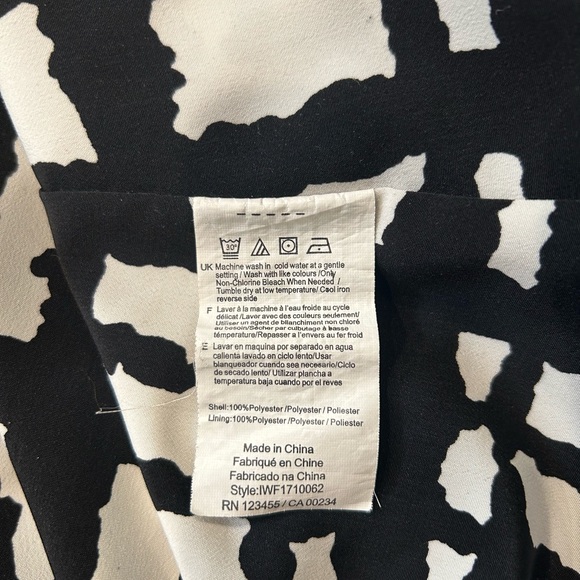 30°
UK Machine wash in cold water at a gentle
setting / Wash with like colours /Only
Non-Chlorine Bleach When Needed /
Tumble dry at low temperature/ Cool iron
reverse side
F Laver à la machine à l'eau froide au cycle
délicat /Laver avec des couleurs seulement/
Utiliser un agent de blanchiment non chloré
au besoin/Sécher par culbutage à basse
témperature/Repasser a l'envers au fer froid
E Lavar en maquina por separado en agua
calienta lavado en ciclo lento/Usar
blanqueador cuando sea necesario/Ciclo
de secado lento/ Utilizar plancha a
temperatura baja cuando por el reves
Shell:100%Polyester /Polyester / Poliester
Lining:100%Polyester/Polyester / Poliester
Made in China
Fabriqué en Chine
Fabricado na China
Style:IWF1710062
RN 123455 / CA 00234